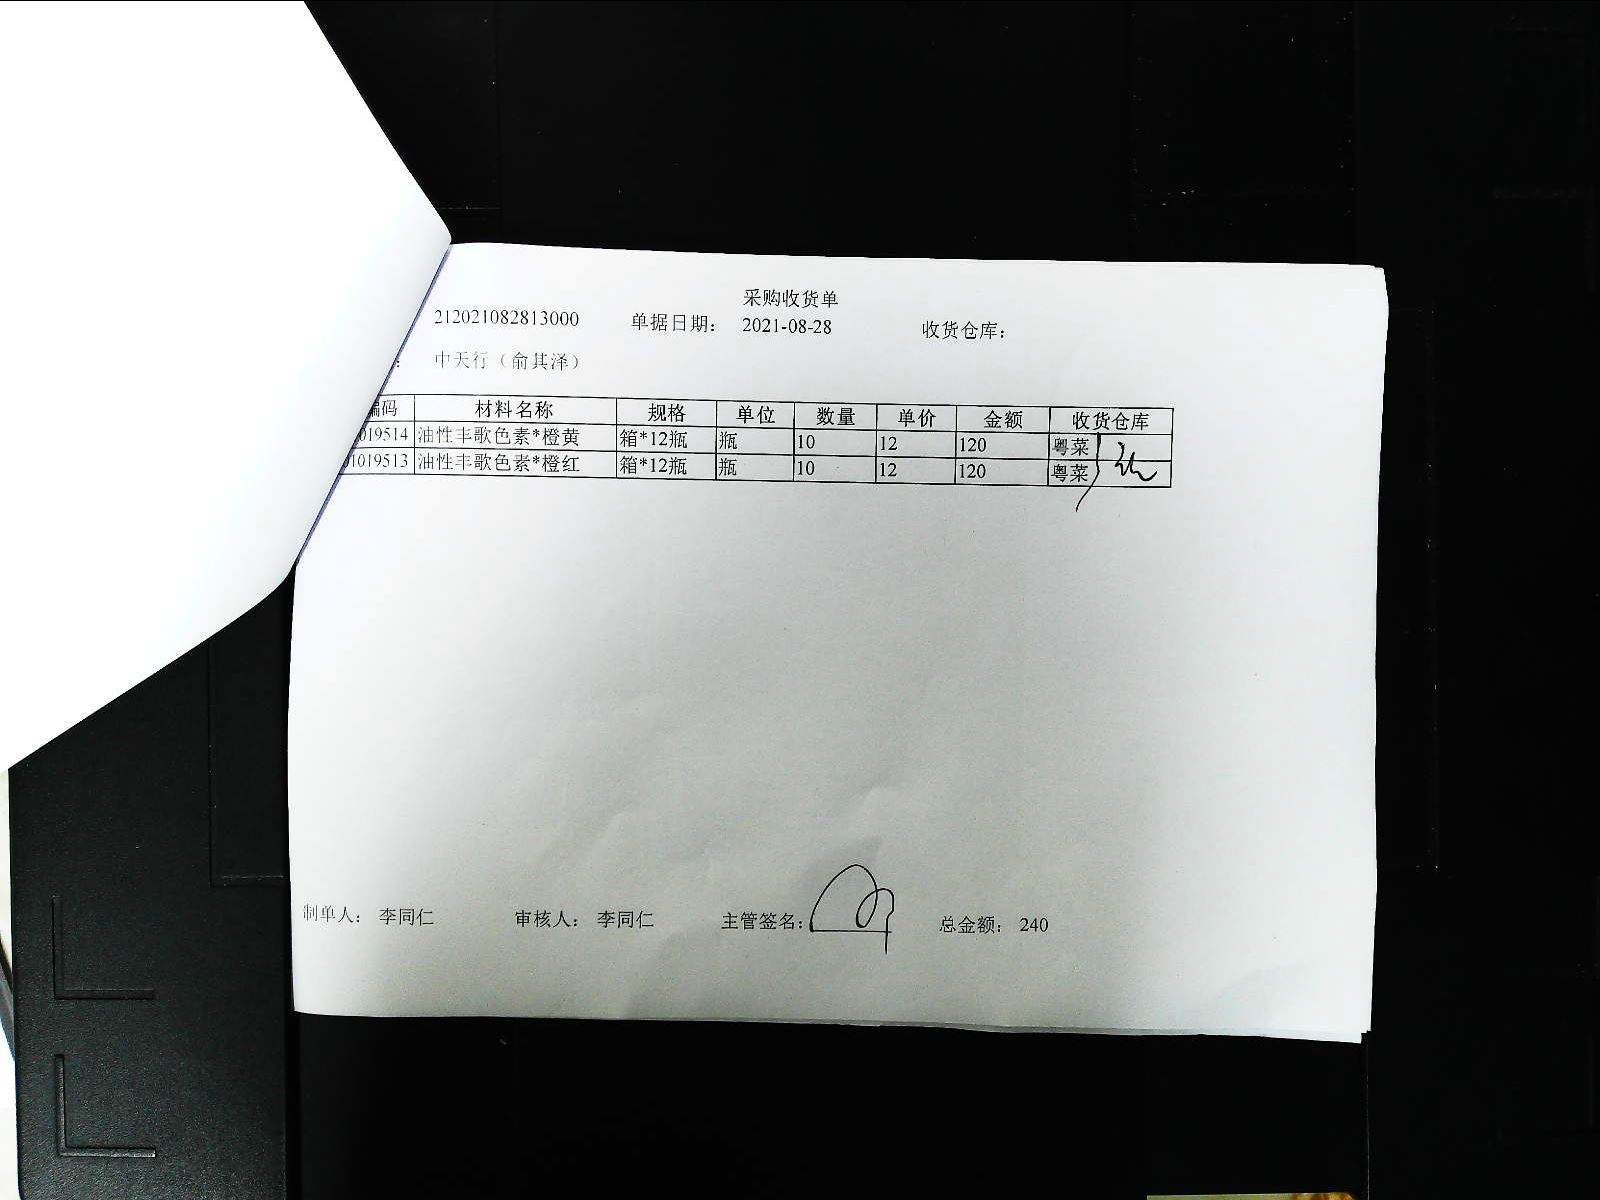 采购收货单
212021082813000 单据日期： 2021-08-28 收货仓库：
： 中天行（俞其泽）
编码 材料名称 规格 单位 数量 单价 金额 收货仓库
019514 油性丰歌色素*橙黄 箱*12瓶 瓶 10 12 120 粤菜
01019513 油性丰歌色素*橙红 箱*12瓶 瓶 10 12 120 粤菜
制单人： 李同仁 审核人： 李同仁 主管签名： 总金额： 240